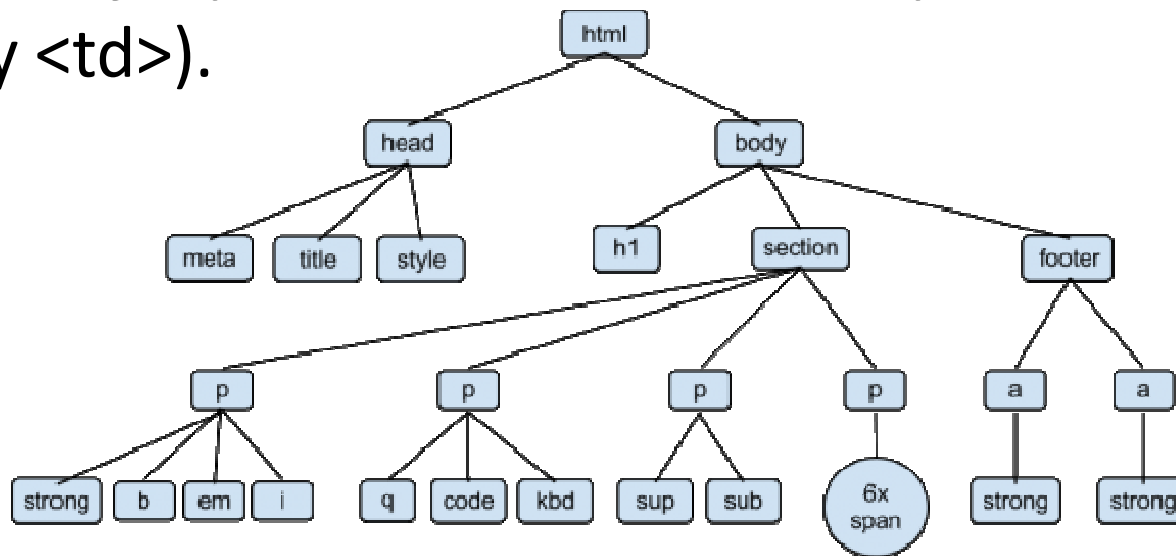 y <td>).
html
head body
meta title style h1 section footer
p p p p a a
strong b em i q code kbd sup sub 6x span strong strong